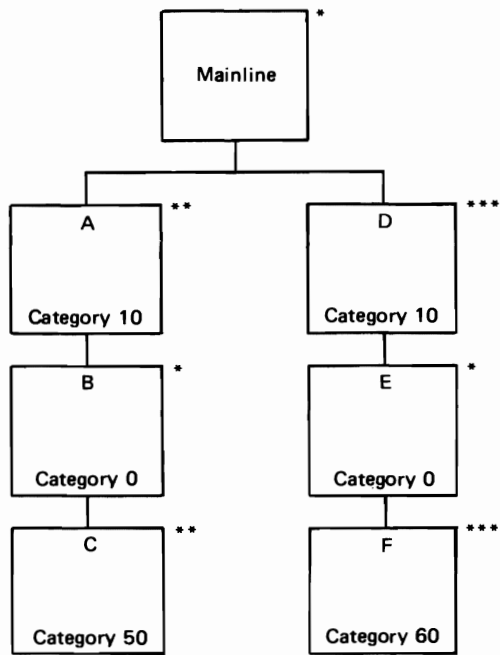 *
Mainline
**
A
Category 10
***
D
Category 10
*
B
Category 0
*
E
Category 0
**
C
Category 50
***
F
Category 60